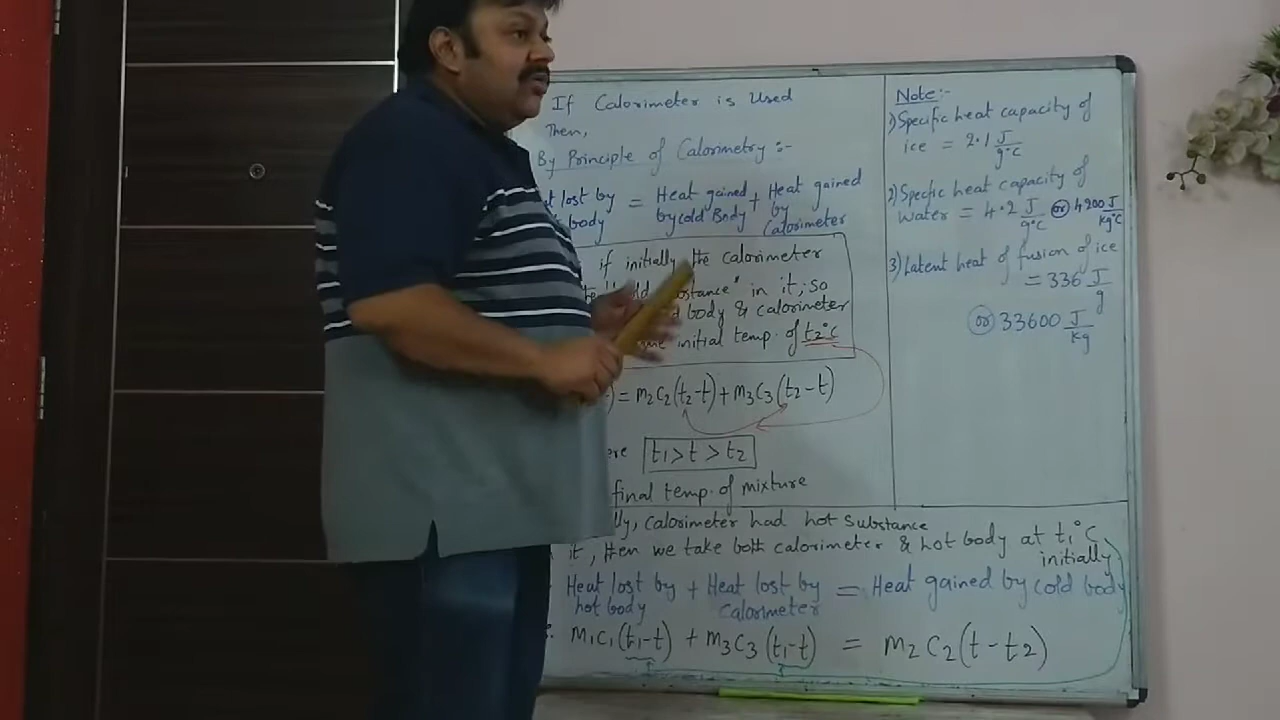 If Calorimeter is Used
Then,
By Principle of Calorimetry :-
lost by = Heat gained + Heat gained
body by cold Body by
Calorimeter
if initially the calorimeter
in it, so
body & calorimeter
initial temp. of t2°C
) = m2C2(t2-t) + m3C3(t2-t)
t1 > t > t2
final temp. of mixture
Calorimeter had hot Substance
it, then we take both calorimeter & hot body at t1°C
initially
Heat lost by + Heat lost by = Heat gained by cold body
hot body Calorimeter
m1C1(t1-t) + m3C3(t1-t) = m2C2(t-t2)
Note:-
1) Specific heat capacity of
ice = 2.1 J/g°C
2) Specfic heat capacity of
Water = 4.2 J/g°C or 4200 J/kg°C
3) Latent heat of fusion of ice
= 336 J/g
or 33600 J/kg